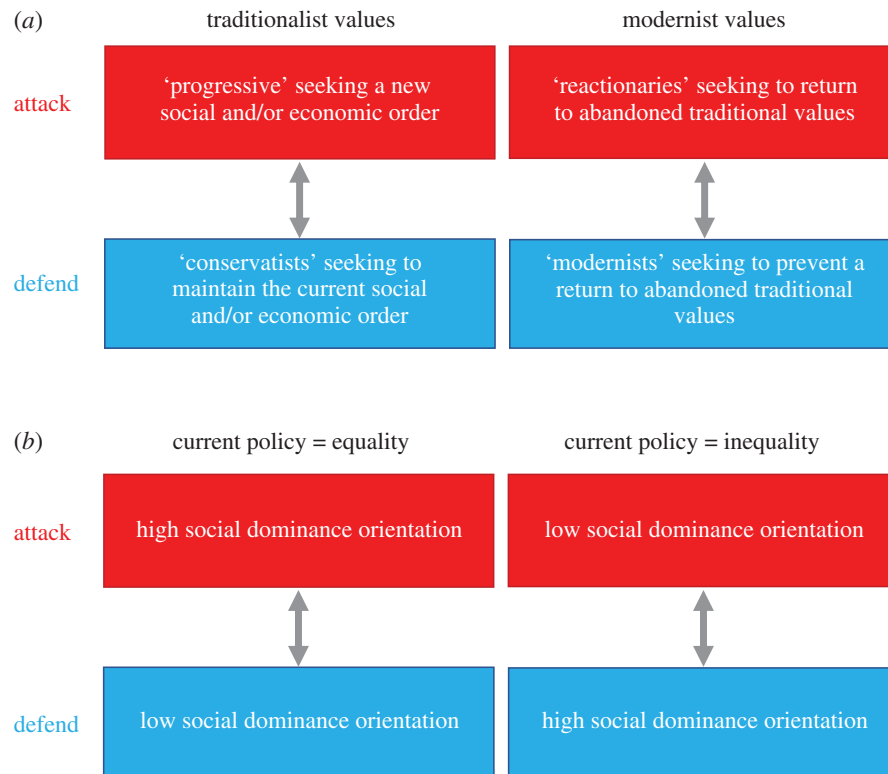 (a) traditionalist values modernist values
attack
'progressive' seeking a new
social and/or economic order
'reactionaries' seeking to return
to abandoned traditional values
defend
'conservatists' seeking to
maintain the current social
and/or economic order
'modernists' seeking to prevent a
return to abandoned traditional
values
(b) current policy = equality current policy = inequality
attack
high social dominance orientation
low social dominance orientation
defend
low social dominance orientation
high social dominance orientation